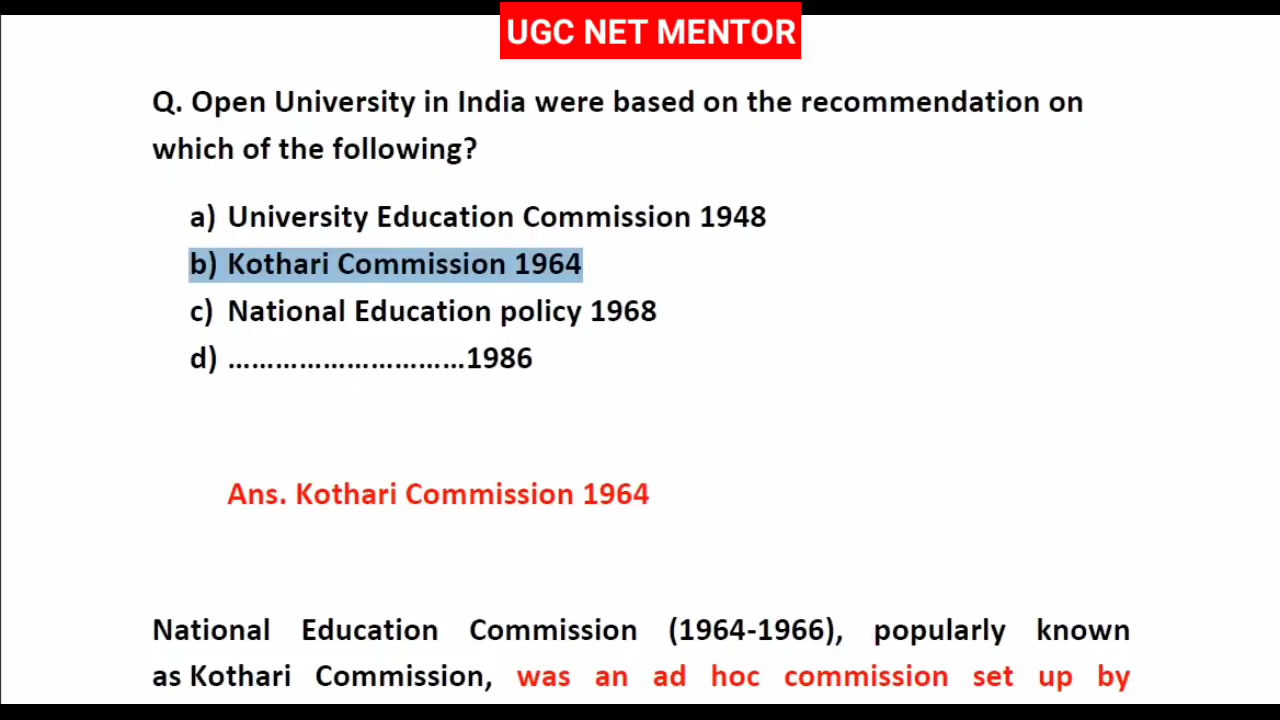 UGC NET MENTOR
Q. Open University in India were based on the recommendation on
which of the following?
a) University Education Commission 1948
b) Kothari Commission 1964
c) National Education policy 1968
d) ..............................1986
Ans. Kothari Commission 1964
National Education Commission (1964-1966), popularly known
as Kothari Commission, was an ad hoc commission set up by